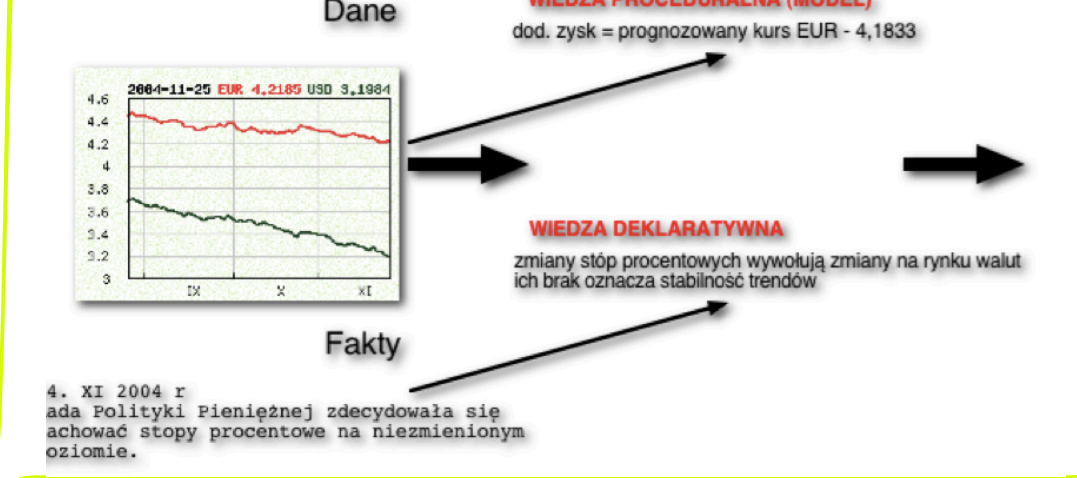 Dane
WIEDZA PROCEDURALNA (MODEL)
dod. zysk = prognozowany kurs EUR - 4,1833
2004-11-25 EUR 4.2185 USD 3.1984
4.6
4.4
4.2
4
3.8
3.6
3.4
3.2
3
IX X XI
WIEDZA DEKLARATYWNA
zmiany stóp procentowych wywołują zmiany na rynku walut
ich brak oznacza stabilność trendów
Fakty
4. XI 2004 r
ada Polityki Pieniężnej zdecydowała się
achować stopy procentowe na niezmienionym
oziomie.